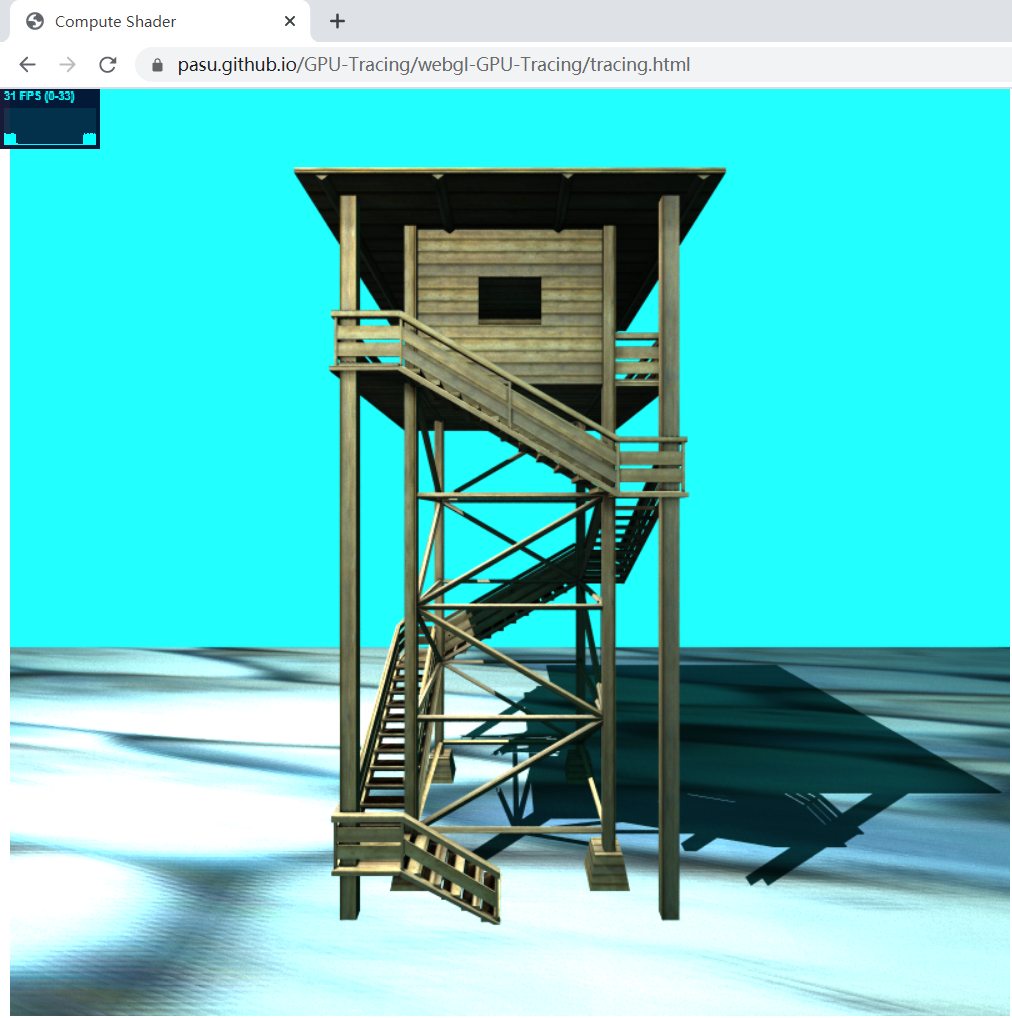 Compute Shader
pasu.github.io/GPU-Tracing/webgl-GPU-Tracing/tracing.html
31 FPS (0-33)